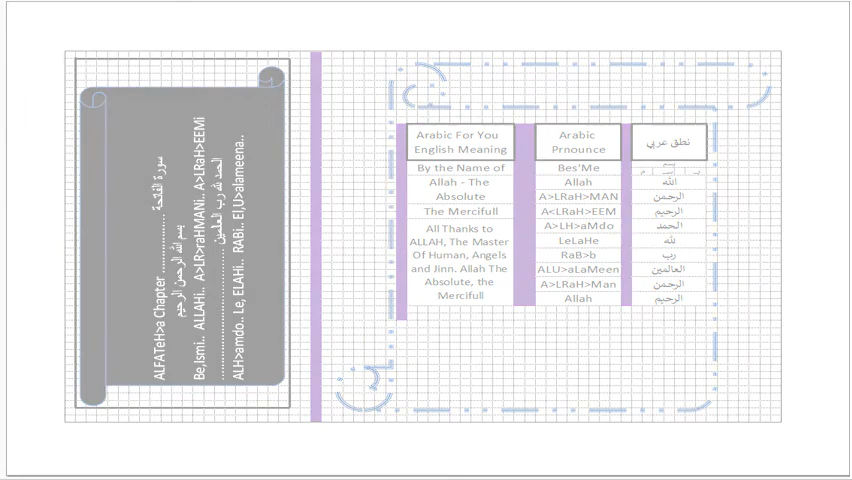 ALFATeH>a Chapter ................. سورة الفاتحة
بسم الله الرحمن الرحيم
Be,Ismi.. ALLAHi.. A>LR>raHMANi.. A>LRaH>EEMi
الحمد لله رب العلمين
ALH>amdo.. Le, ELAHi.. RABi.. El,U>alameena..
Arabic For You
English Meaning
Arabic
Prnounce
نطق عربي
By the Name of
Allah - The
Absolute
The Mercifull
All Thanks to
ALLAH, The Master
Of Human, Angels
and Jinn. Allah The
Absolute, the
Mercifull
Bes'Me
Allah
A>LRaH>MAN
A<LRaH>EEM
A>LH>aMdo
LeLaHe
RaB>b
ALU>aLaMeen
A>LRaH>Man
Allah
بسم
ب إسـ م
الله
الرحمن
الرحيم
الحمد
لله
رب
العالمين
الرحمن
الرحيم